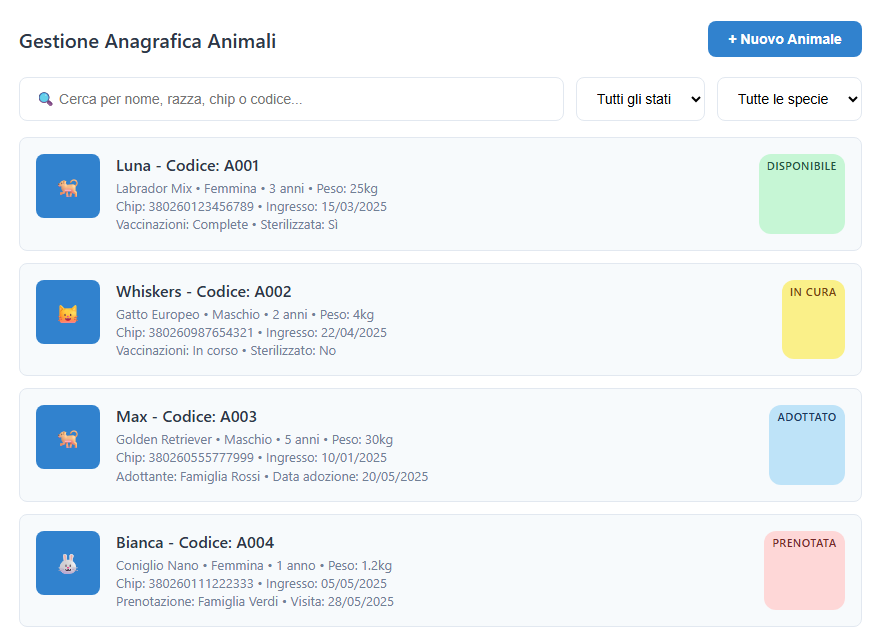 Gestione Anagrafica Animali
+ Nuovo Animale
Cerca per nome, razza, chip o codice...
Tutti gli stati
Tutte le specie
Luna - Codice: A001
DISPONIBILE
Labrador Mix • Femmina • 3 anni • Peso: 25kg
Chip: 380260123456789 • Ingresso: 15/03/2025
Vaccinazioni: Complete • Sterilizzata: Sì
Whiskers - Codice: A002
IN CURA
Gatto Europeo • Maschio • 2 anni • Peso: 4kg
Chip: 380260987654321 • Ingresso: 22/04/2025
Vaccinazioni: In corso • Sterilizzato: No
Max - Codice: A003
ADOTTATO
Golden Retriever • Maschio • 5 anni • Peso: 30kg
Chip: 380260555777999 • Ingresso: 10/01/2025
Adottante: Famiglia Rossi • Data adozione: 20/05/2025
Bianca - Codice: A004
PRENOTATA
Coniglio Nano • Femmina • 1 anno • Peso: 1.2kg
Chip: 380260111222333 • Ingresso: 05/05/2025
Prenotazione: Famiglia Verdi • Visita: 28/05/2025